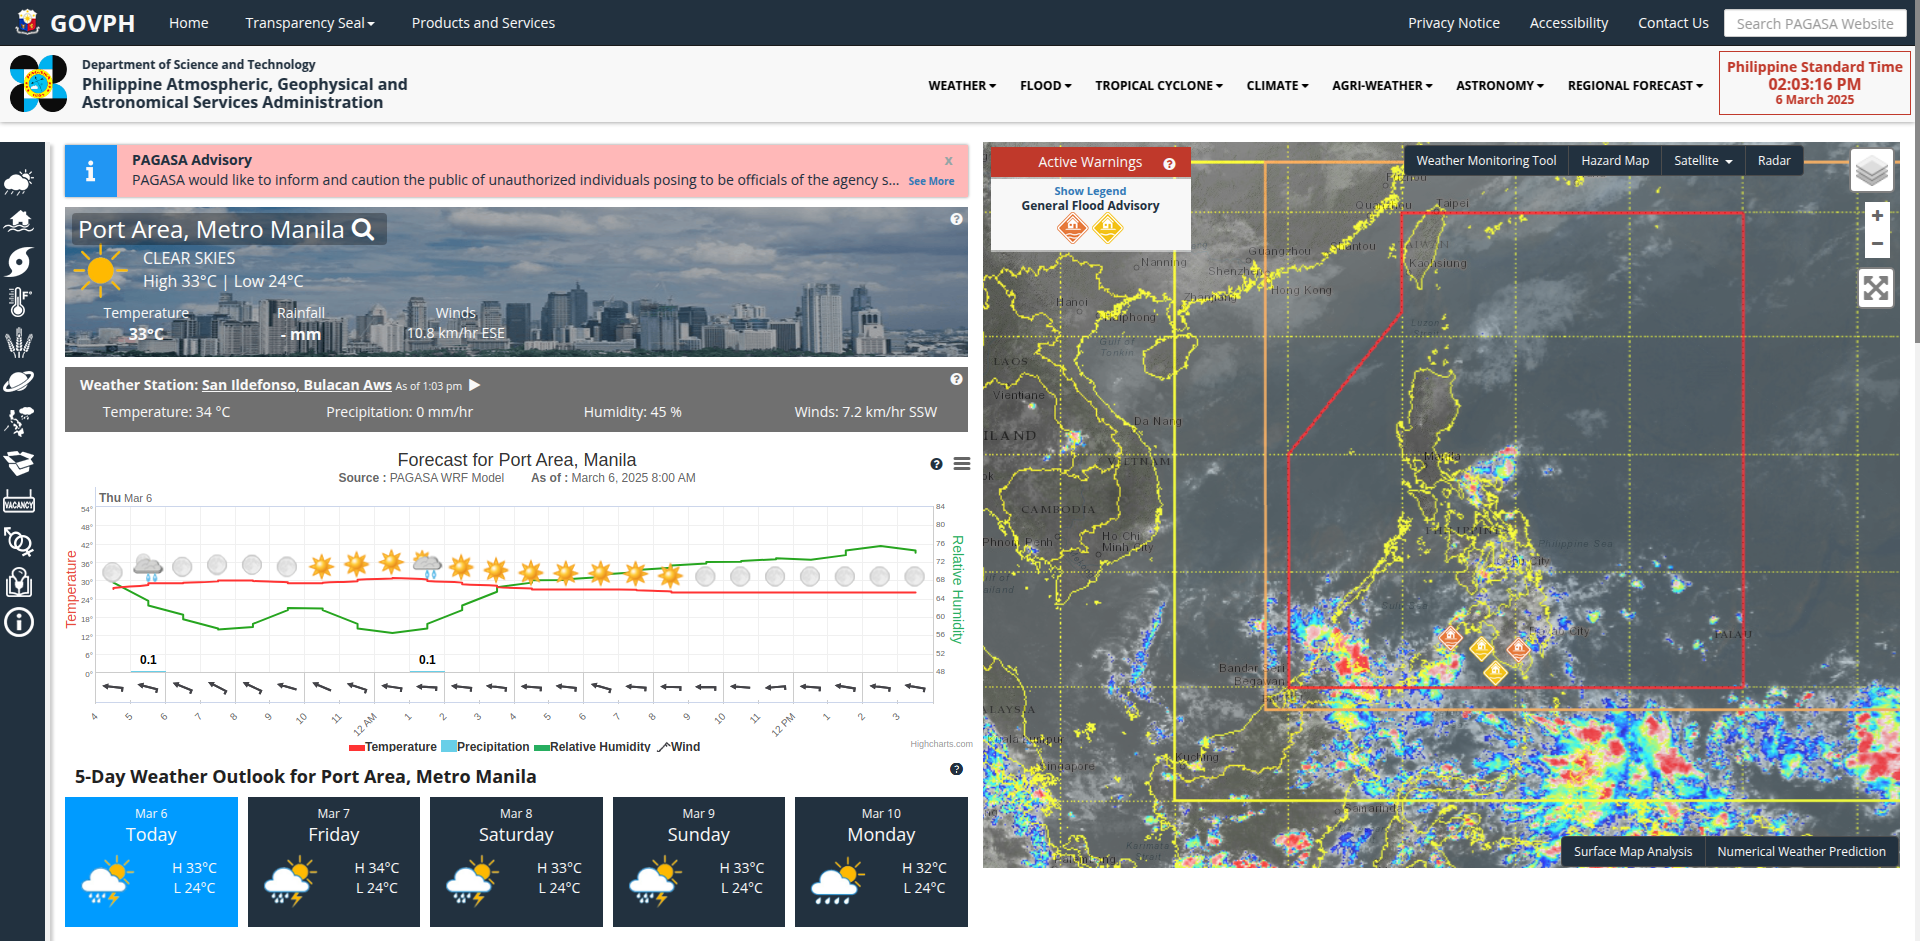 GOVPH
Home
Transparency Seal
Products and Services
Privacy Notice
Accessibility
Contact Us
Search PAGASA Website
Department of Science and Technology
Philippine Atmospheric, Geophysical and
Astronomical Services Administration
WEATHER
FLOOD
TROPICAL CYCLONE
CLIMATE
AGRI-WEATHER
ASTRONOMY
REGIONAL FORECAST
Philippine Standard Time
02:03:16 PM
6 March 2025
VACANCY
PAGASA Advisory
x
PAGASA would like to inform and caution the public of unauthorized individuals posing to be officials of the agency s... See More
Port Area, Metro Manila
CLEAR SKIES
High 33°C | Low 24°C
Temperature
Rainfall
Winds
33°C
- mm
10.8 km/hr ESE
Weather Station: San Ildefonso, Bulacan Aws As of 1:03 pm
Temperature: 34 °C
Precipitation: 0 mm/hr
Humidity: 45 %
Winds: 7.2 km/hr SSW
Forecast for Port Area, Manila
Source : PAGASA WRF Model As of : March 6, 2025 8:00 AM
Thu Mar 6
Temperature
54°
48°
42°
36°
30°
24°
18°
12°
6°
0°
84
80
76
72
68
64
60
56
52
48
Relative Humidity
0.1
0.1
4 5 6 7 8 9 10 11 12 AM 1 2 3 4 5 6 7 8 9 10 11 12 PM 1 2 3
Temperature Precipitation Relative Humidity Wind
Highcharts.com
5-Day Weather Outlook for Port Area, Metro Manila
Mar 6
Today
H 33°C
L 24°C
Mar 7
Friday
H 34°C
L 24°C
Mar 8
Saturday
H 33°C
L 24°C
Mar 9
Sunday
H 33°C
L 24°C
Mar 10
Monday
H 32°C
L 24°C
Active Warnings
Show Legend
General Flood Advisory
Weather Monitoring Tool
Hazard Map
Satellite
Radar
+
−
Taipei
Guangzhou
Nanning
Shenzhen
Kaohsiung
Hong Kong
Zhanjiang
Hanoi
Haiphong
Gulf of
Tonkin
Luzon
LAOS
Vientiane
Da Nang
VIETNAM
Manila
CAMBODIA
Phnom Penh
Ho Chi
Minh City
Philippine Sea
PALAU
Bandar Seri
Begawan
Kuching
Singapore
Samarinda
Karimata
Surface Map Analysis
Numerical Weather Prediction